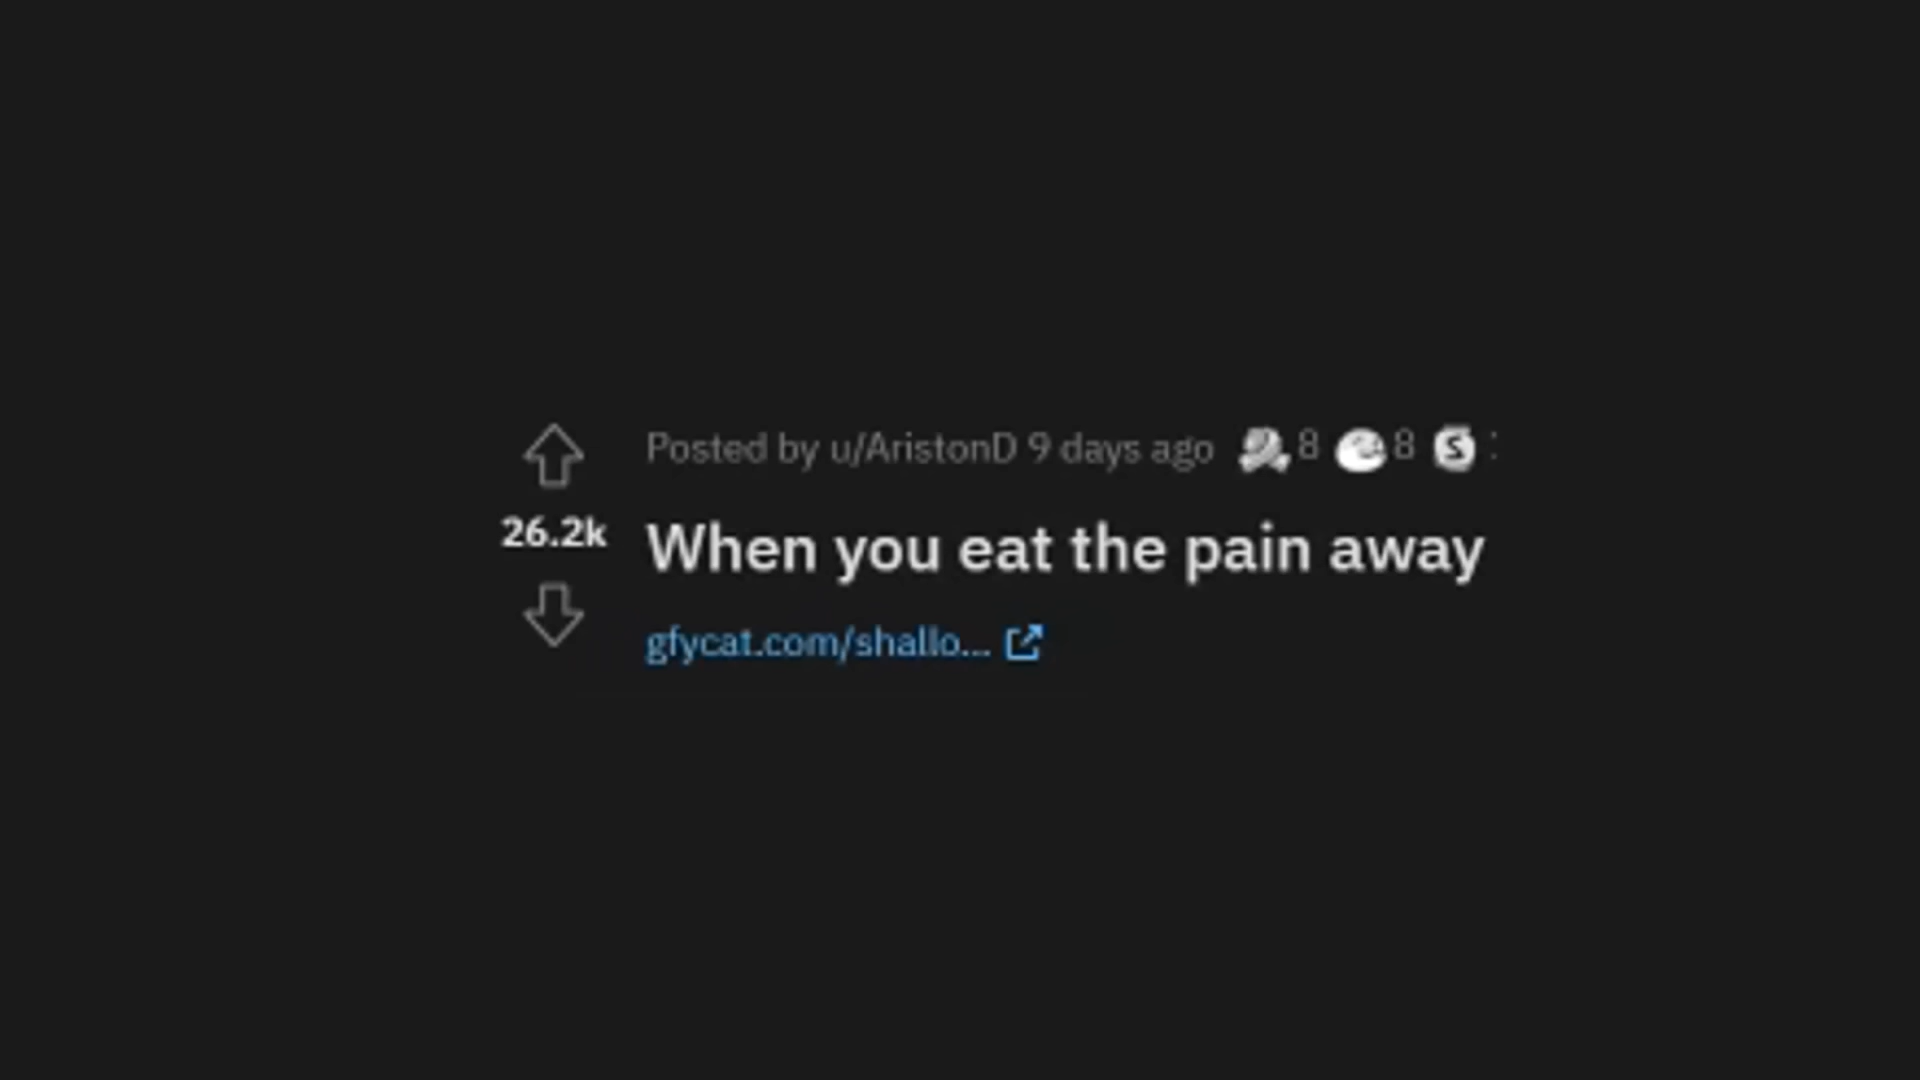 Posted by u/AristonD 9 days ago 8 8 S
26.2k
When you eat the pain away
gfycat.com/shallo...